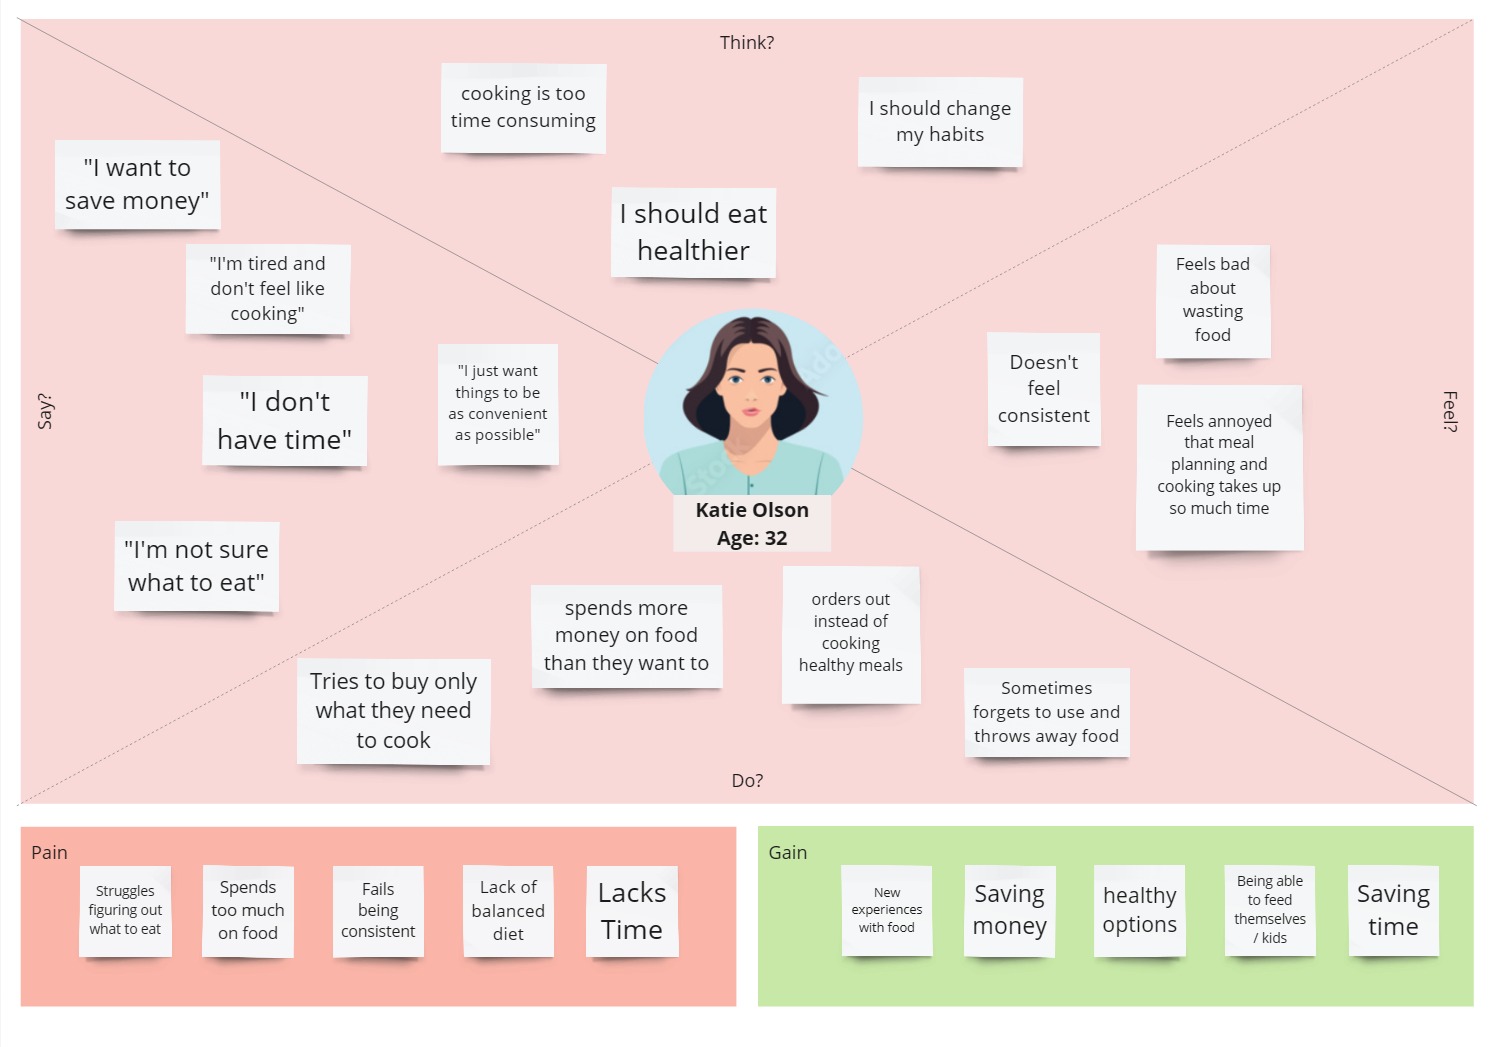 Think?
cooking is too
time consuming
I should change
my habits
I should eat
healthier
Say?
"I want to
save money"
"I'm tired and
don't feel like
cooking"
"I don't
have time"
"I just want
things to be
as convenient
as possible"
"I'm not sure
what to eat"
Katie Olson
Age: 32
Feel?
Feels bad
about
wasting
food
Doesn't
feel
consistent
Feels annoyed
that meal
planning and
cooking takes up
so much time
Tries to buy only
what they need
to cook
spends more
money on food
than they want to
orders out
instead of
cooking
healthy meals
Sometimes
forgets to use and
throws away food
Do?
Pain
Struggles
figuring out
what to eat
Spends
too much
on food
Fails
being
consistent
Lack of
balanced
diet
Lacks
Time
Gain
New
experiences
with food
Saving
money
healthy
options
Being able
to feed
themselves
/ kids
Saving
time